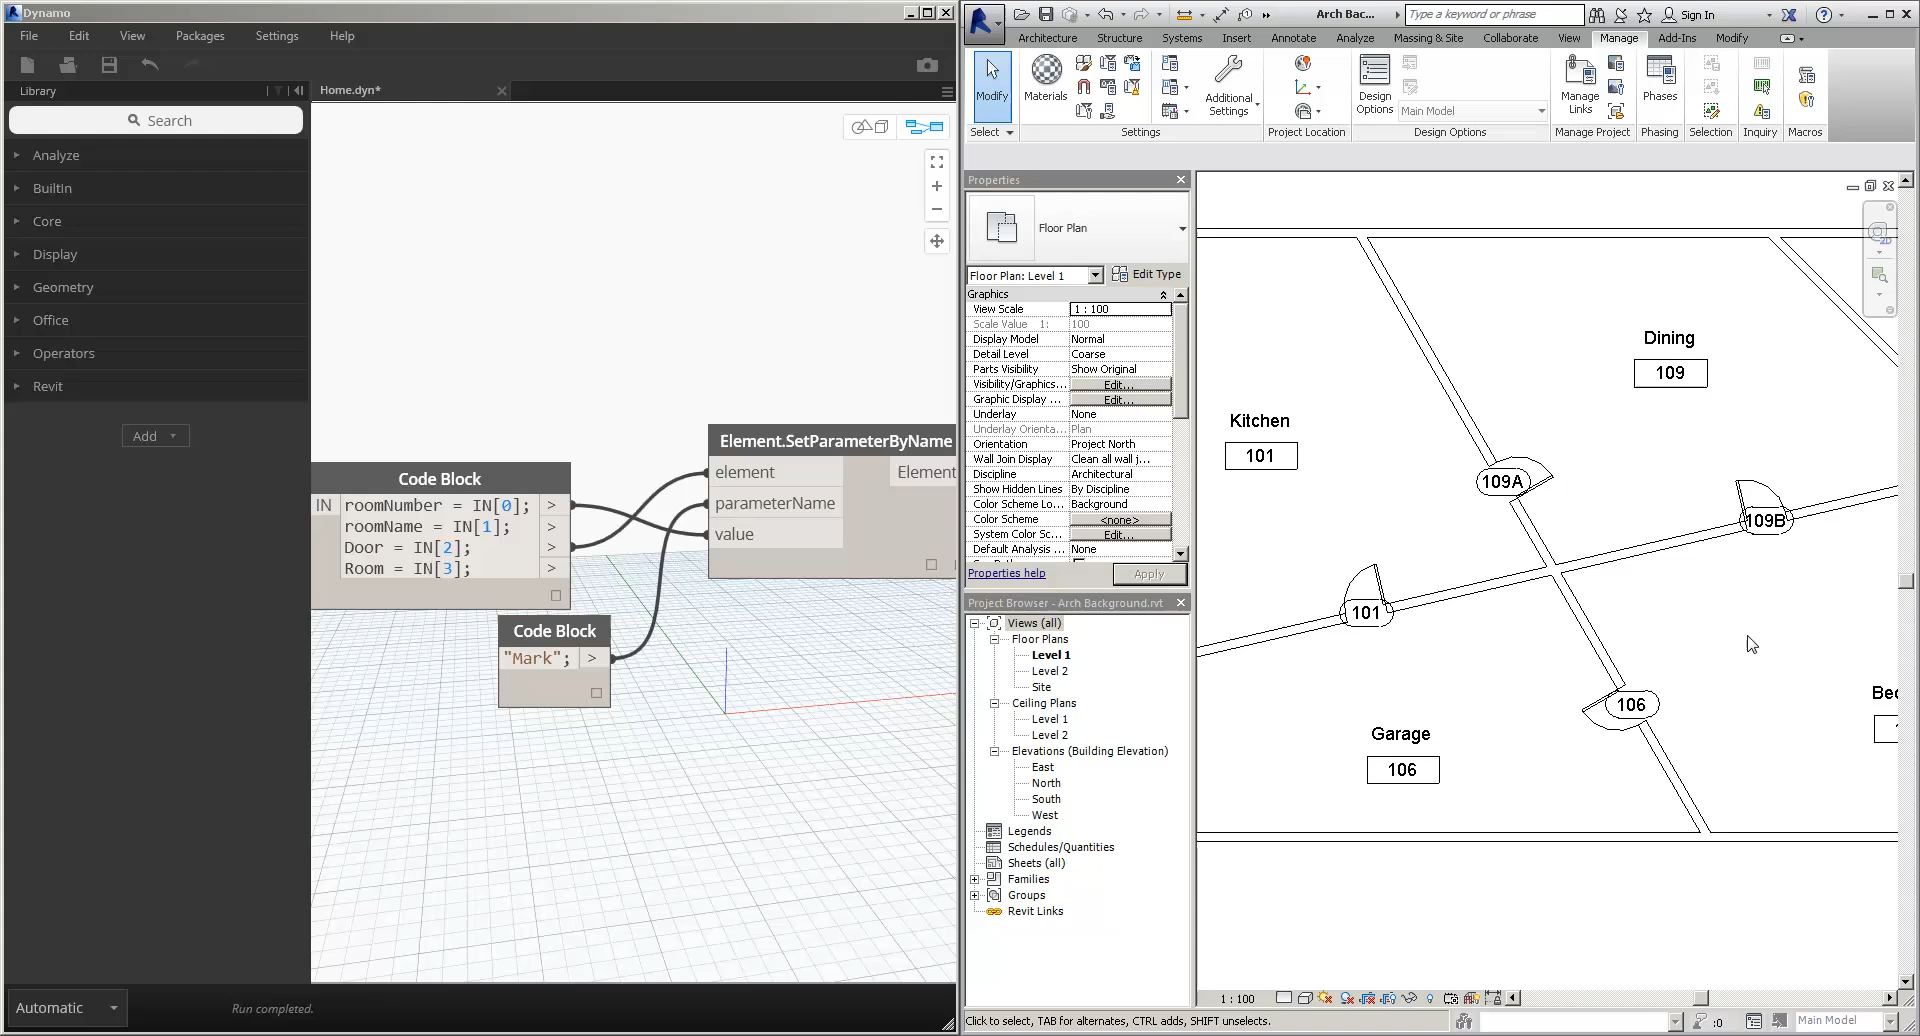 Dynamo
File Edit View Packages Settings Help
Library
Home.dyn*
Search
Analyze
BuiltIn
Core
Display
Geometry
Office
Operators
Revit
Add
Code Block
IN
roomNumber = IN[0]; >
roomName = IN[1]; >
Door = IN[2]; >
Room = IN[3]; >
Code Block
"Mark"; >
Element.SetParameterByName
element
parameterName
value
Element
Automatic
Run completed.
Arch Bac...
Type a keyword or phrase
Sign In
Architecture Structure Systems Insert Annotate Analyze Massing & Site Collaborate View Manage Add-Ins Modify
Modify
Materials
Additional Settings
Design Options
Main Model
Manage Links
Phases
Select
Settings
Project Location
Design Options
Manage Project
Phasing
Selection
Inquiry
Macros
Properties
Floor Plan
Floor Plan: Level 1
Edit Type
Graphics
View Scale 1 : 100
Scale Value 1: 100
Display Model Normal
Detail Level Coarse
Parts Visibility Show Original
Visibility/Graphics... Edit...
Graphic Display ... Edit...
Underlay None
Underlay Orienta... Plan
Orientation Project North
Wall Join Display Clean all wall j...
Discipline Architectural
Show Hidden Lines By Discipline
Color Scheme Lo... Background
Color Scheme <none>
System Color Sc... Edit...
Default Analysis ... None
Properties help
Apply
Project Browser - Arch Background.rvt
Views (all)
Floor Plans
Level 1
Level 2
Site
Ceiling Plans
Level 1
Level 2
Elevations (Building Elevation)
East
North
South
West
Legends
Schedules/Quantities
Sheets (all)
Families
Groups
Revit Links
2D
Dining
109
Kitchen
101
109A
109B
101
106
Garage
106
1 : 100
Click to select, TAB for alternates, CTRL adds, SHIFT unselects.
:0
Main Model